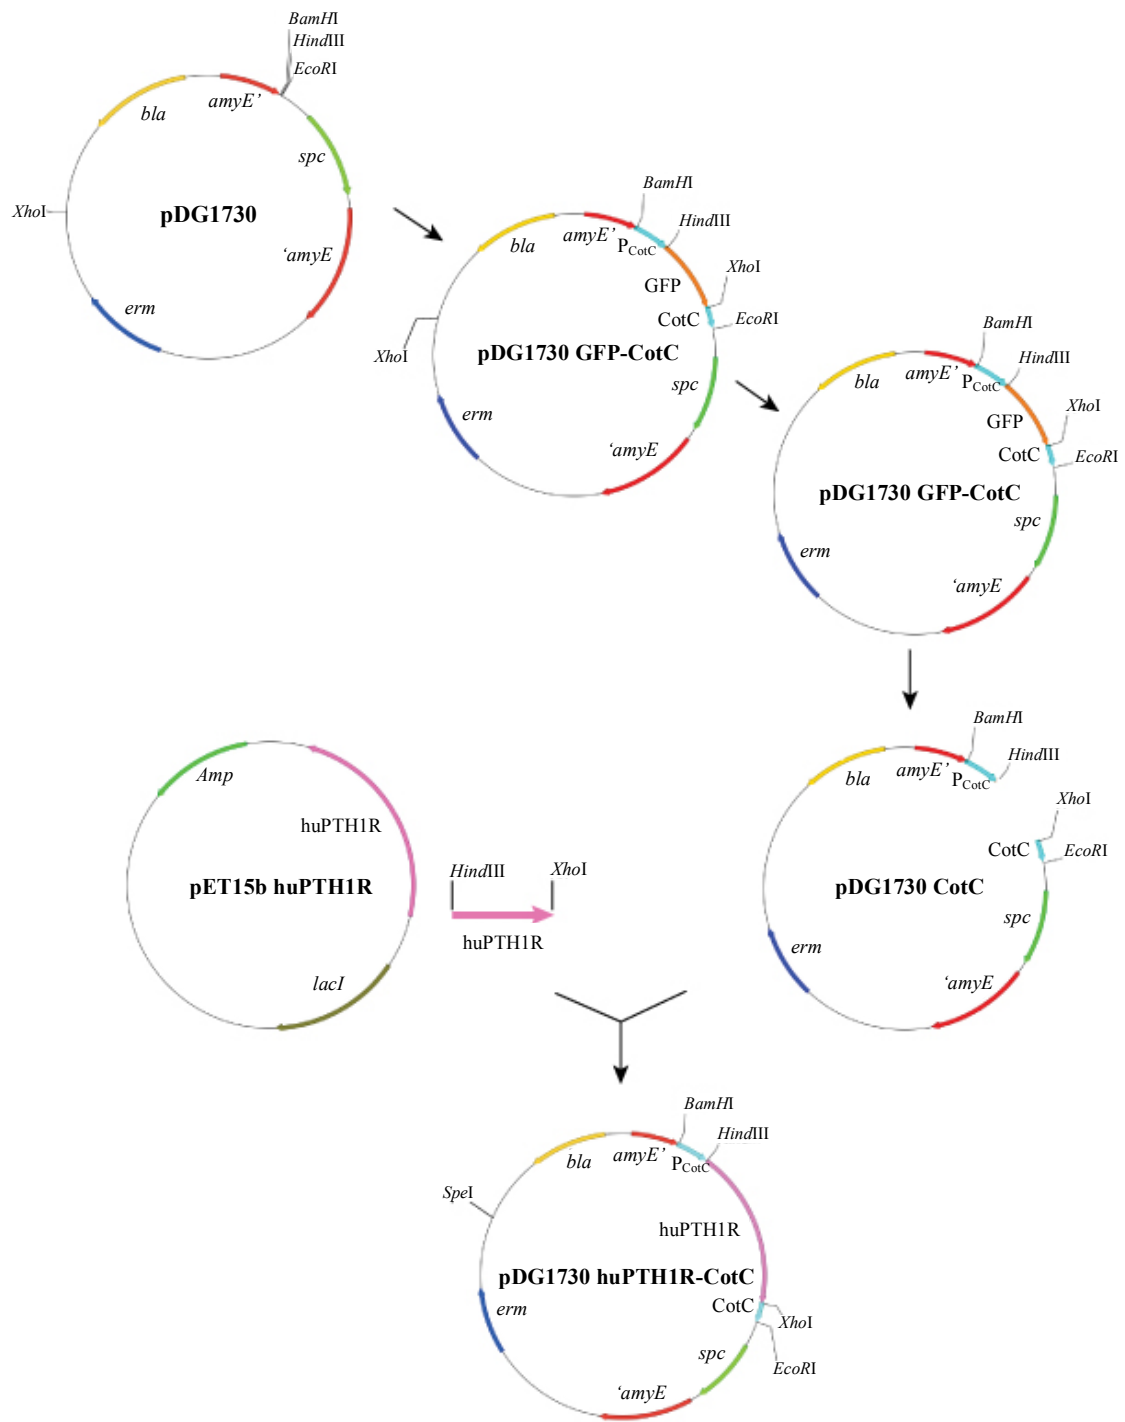 BamHI
HindIII
EcoRI
amyE’
bla
spc
XhoI
pDG1730
‘amyE
erm
BamHI
HindIII
bla
amyE’
PCotC
GFP
XhoI
CotC
EcoRI
XhoI
pDG1730 GFP-CotC
spc
erm
‘amyE
BamHI
HindIII
bla
amyE’
PCotC
GFP
XhoI
CotC
EcoRI
pDG1730 GFP-CotC
spc
erm
‘amyE
BamHI
HindIII
bla
amyE’
PCotC
XhoI
CotC
EcoRI
pDG1730 CotC
spc
erm
‘amyE
Amp
huPTH1R
pET15b huPTH1R
lacI
HindIII
XhoI
huPTH1R
BamHI
HindIII
bla
amyE’
PCotC
SpeI
huPTH1R
pDG1730 huPTH1R-CotC
CotC
XhoI
erm
spc
EcoRI
‘amyE